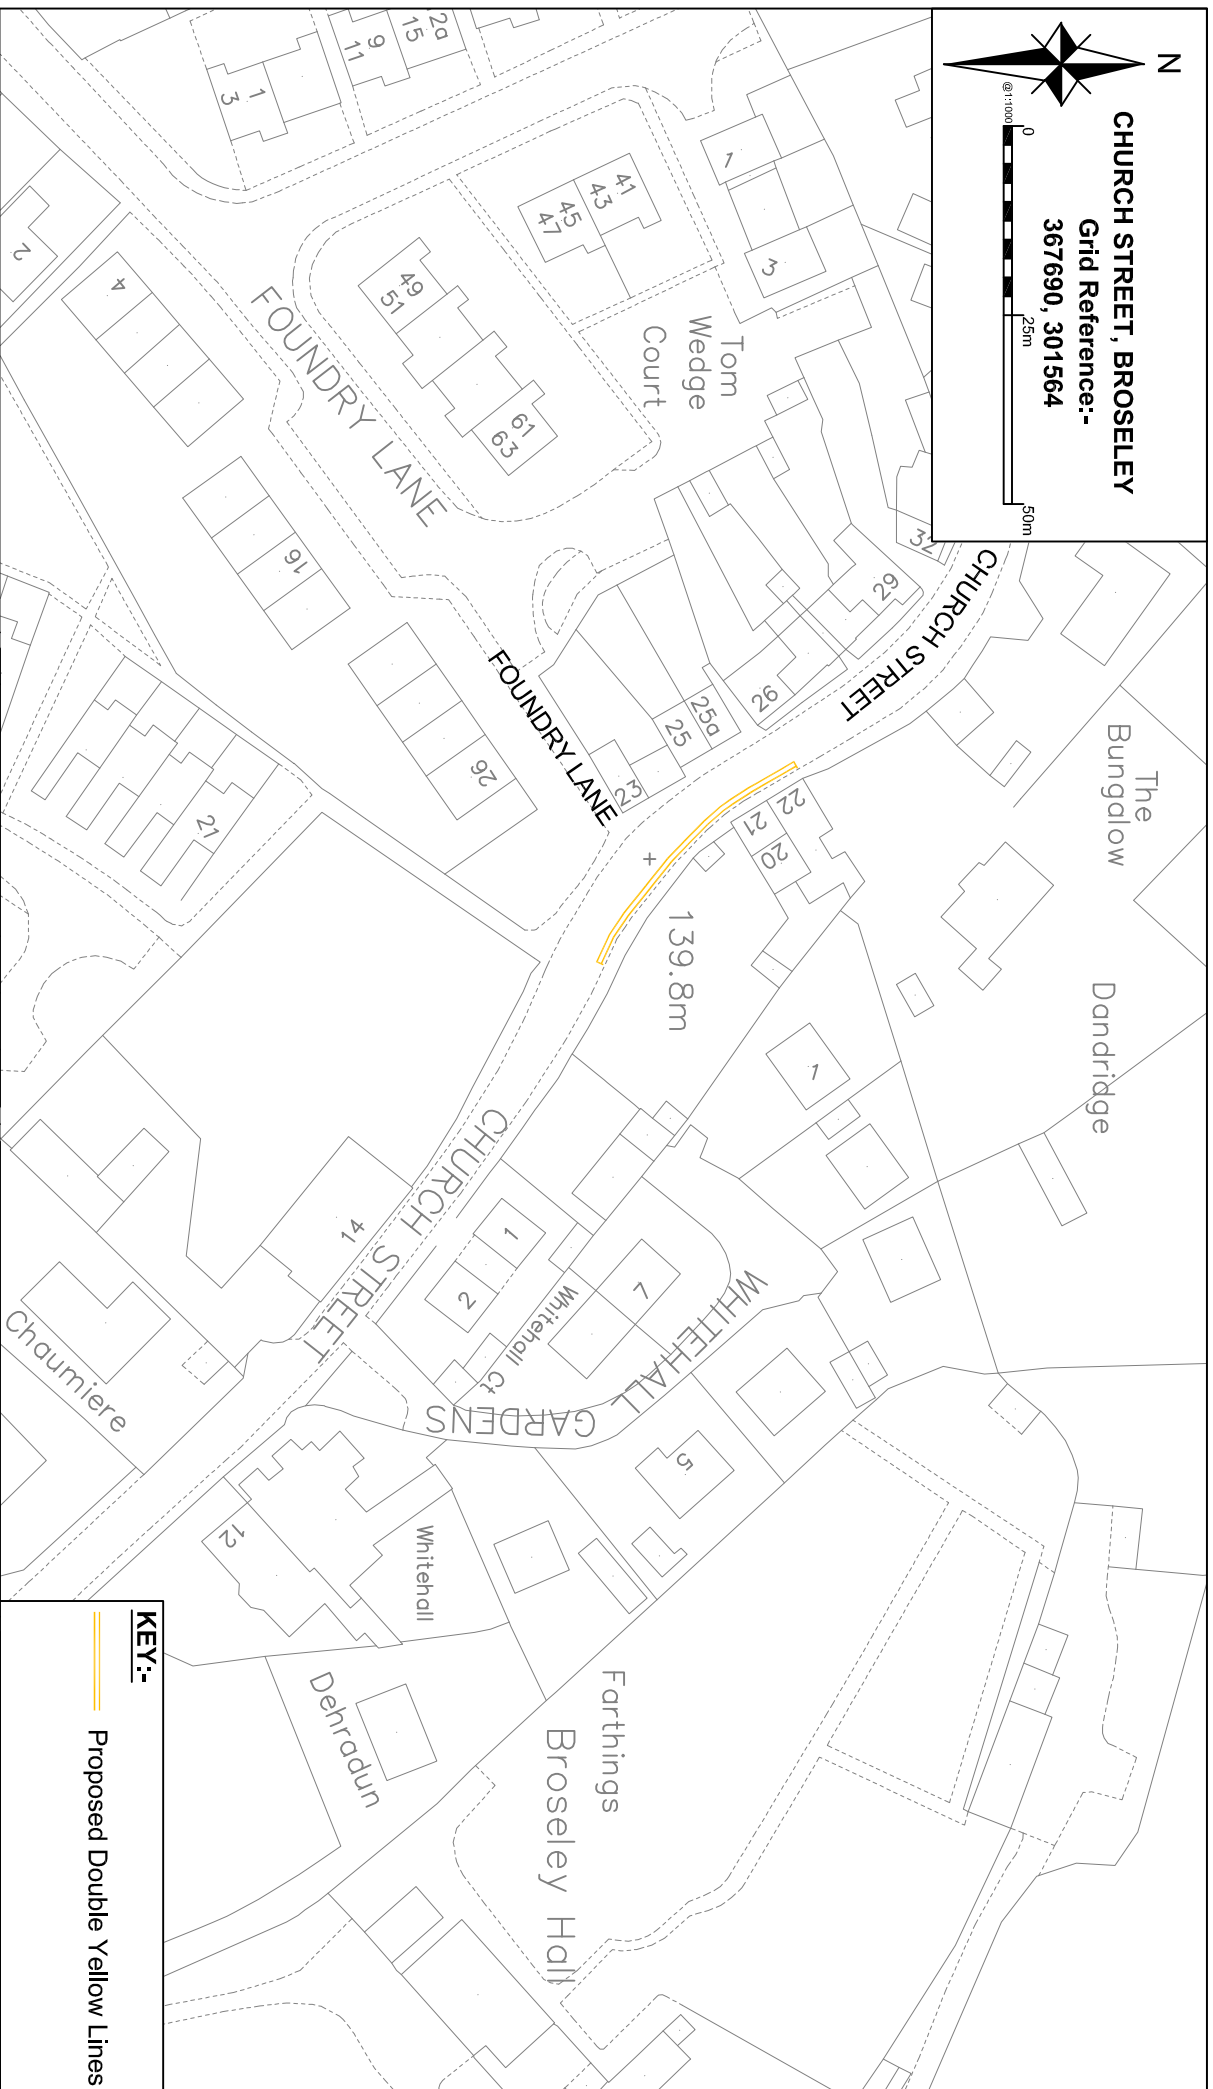 N
CHURCH STREET, BROSELEY
Grid Reference:-
367690, 301564
@1:1000
0
25m
50m
2a
15
9
11
1
3
2
4
41
43
45
47
49
51
61
63
1
3
Tom
Wedge
Court
FOUNDRY LANE
16
26
21
FOUNDRY LANE
32
29
26
25a
25
23
CHURCH STREET
22
21
20
139.8m
The
Bungalow
Dandridge
1
CHURCH STREET
14
1
2
Whitehall Ct
7
WHITEHALL
GARDENS
5
Chaumiere
12
Whitehall
Dehradun
Farthings
Broseley Hall
KEY:-
Proposed Double Yellow Lines